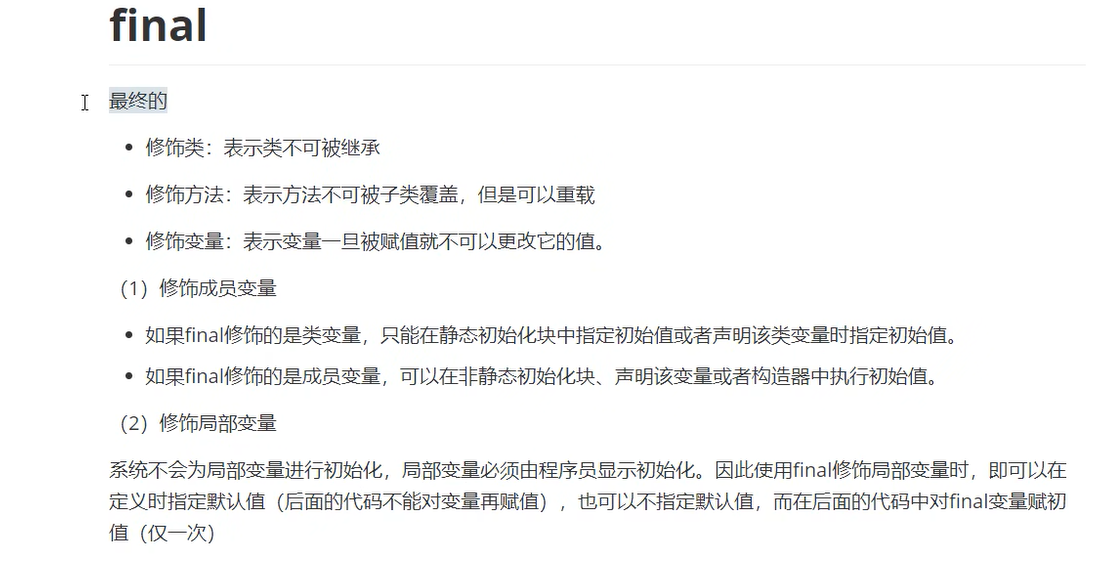 final
最终的
• 修饰类：表示类不可被继承
• 修饰方法：表示方法不可被子类覆盖，但是可以重载
• 修饰变量：表示变量一旦被赋值就不可以更改它的值。
（1）修饰成员变量
• 如果final修饰的是类变量，只能在静态初始化块中指定初始值或者声明该类变量时指定初始值。
• 如果final修饰的是成员变量，可以在非静态初始化块、声明该变量或者构造器中执行初始值。
（2）修饰局部变量
系统不会为局部变量进行初始化，局部变量必须由程序员显示初始化。因此使用final修饰局部变量时，即可以在
定义时指定默认值（后面的代码不能对变量再赋值），也可以不指定默认值，而在后面的代码中对final变量赋初
值（仅一次）